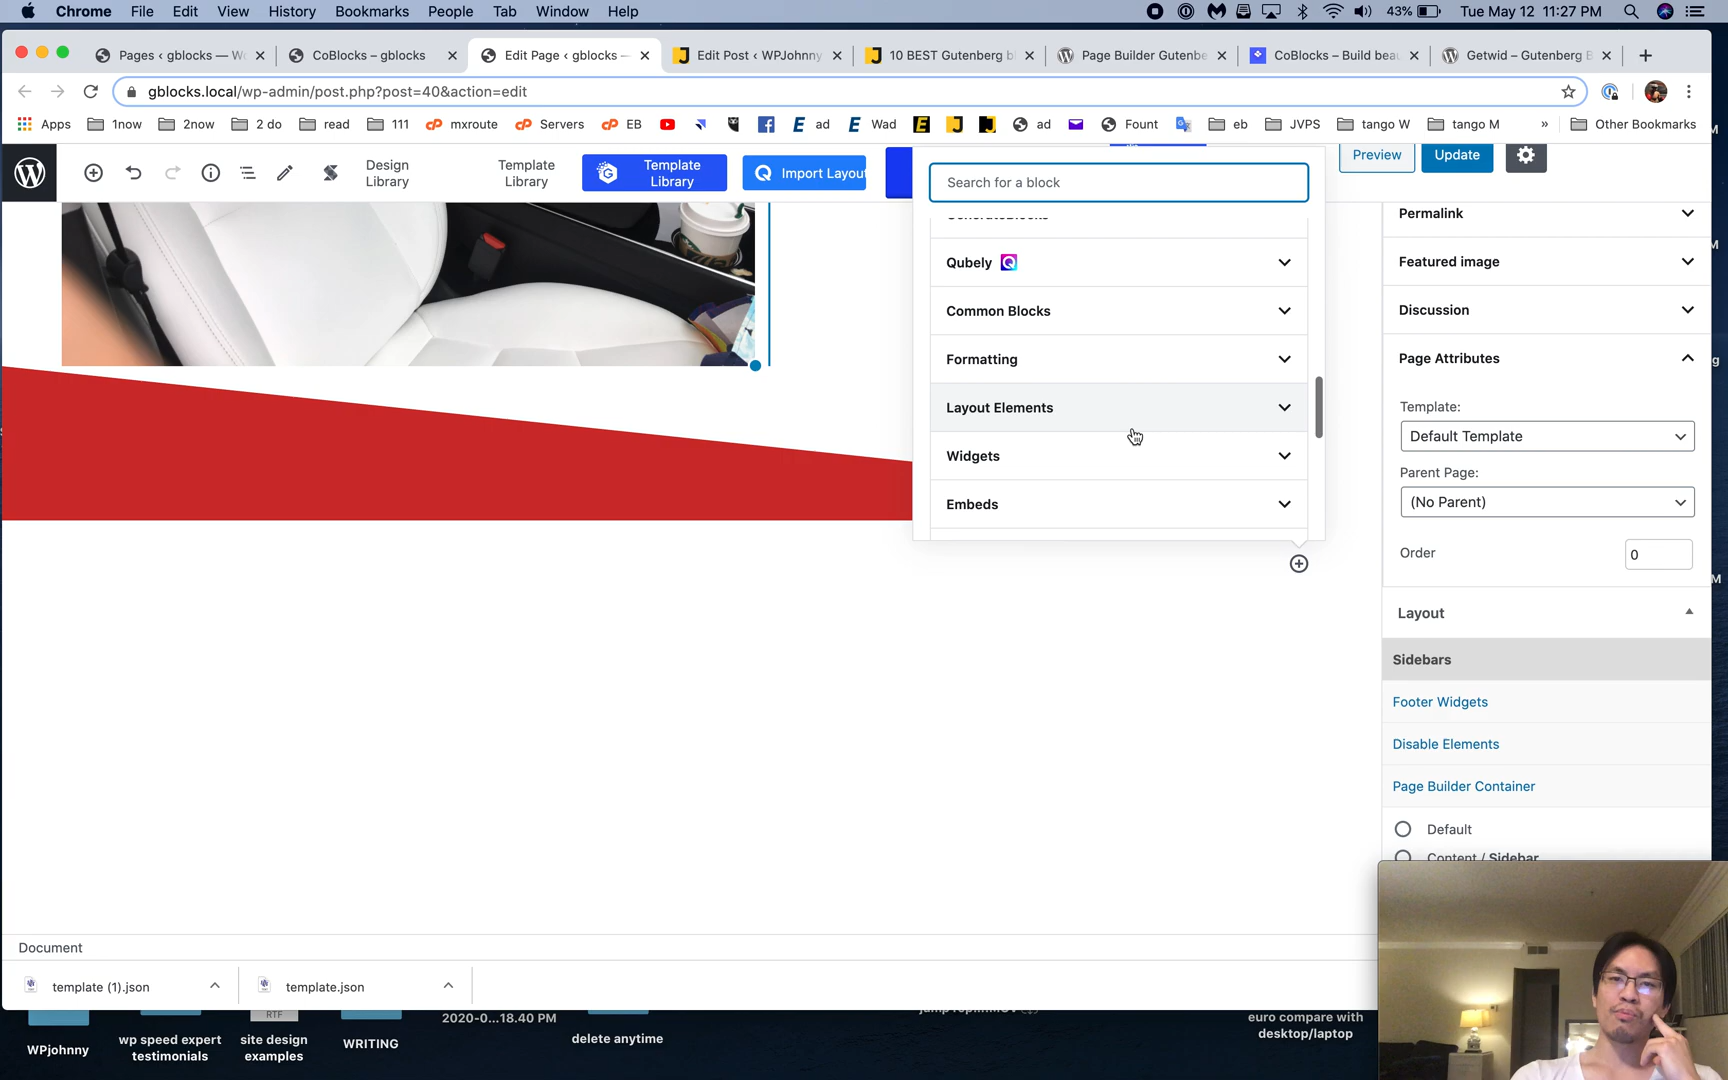 Chrome File Edit View History Bookmarks People Tab Window Help 43% Tue May 12 11:27 PM
Pages ‹ gblocks — Wo
CoBlocks – gblocks
Edit Page ‹ gblocks —
Edit Post ‹ WPJohnny
10 BEST Gutenberg b
Page Builder Gutenbe
CoBlocks – Build beau
Getwid – Gutenberg B
gblocks.local/wp-admin/post.php?post=40&action=edit
Apps 1now 2now 2 do read 111 mxroute Servers EB ad Wad ad Fount eb JVPS tango W tango M » Other Bookmarks
Design Library
Template Library
Template Library
Import Layout
Preview
Update
Search for a block
GenerateBlocks
Qubely
Common Blocks
Formatting
Layout Elements
Widgets
Embeds
Permalink
Featured image
Discussion
Page Attributes
Template:
Default Template
Parent Page:
(No Parent)
Order
0
Layout
Sidebars
Footer Widgets
Disable Elements
Page Builder Container
Default
Content / Sidebar
Document
template (1).json
template.json
WPjohnny
wp speed expert
testimonials
RTF
site design
examples
WRITING
2020-0...18.40 PM
delete anytime
euro compare with
desktop/laptop